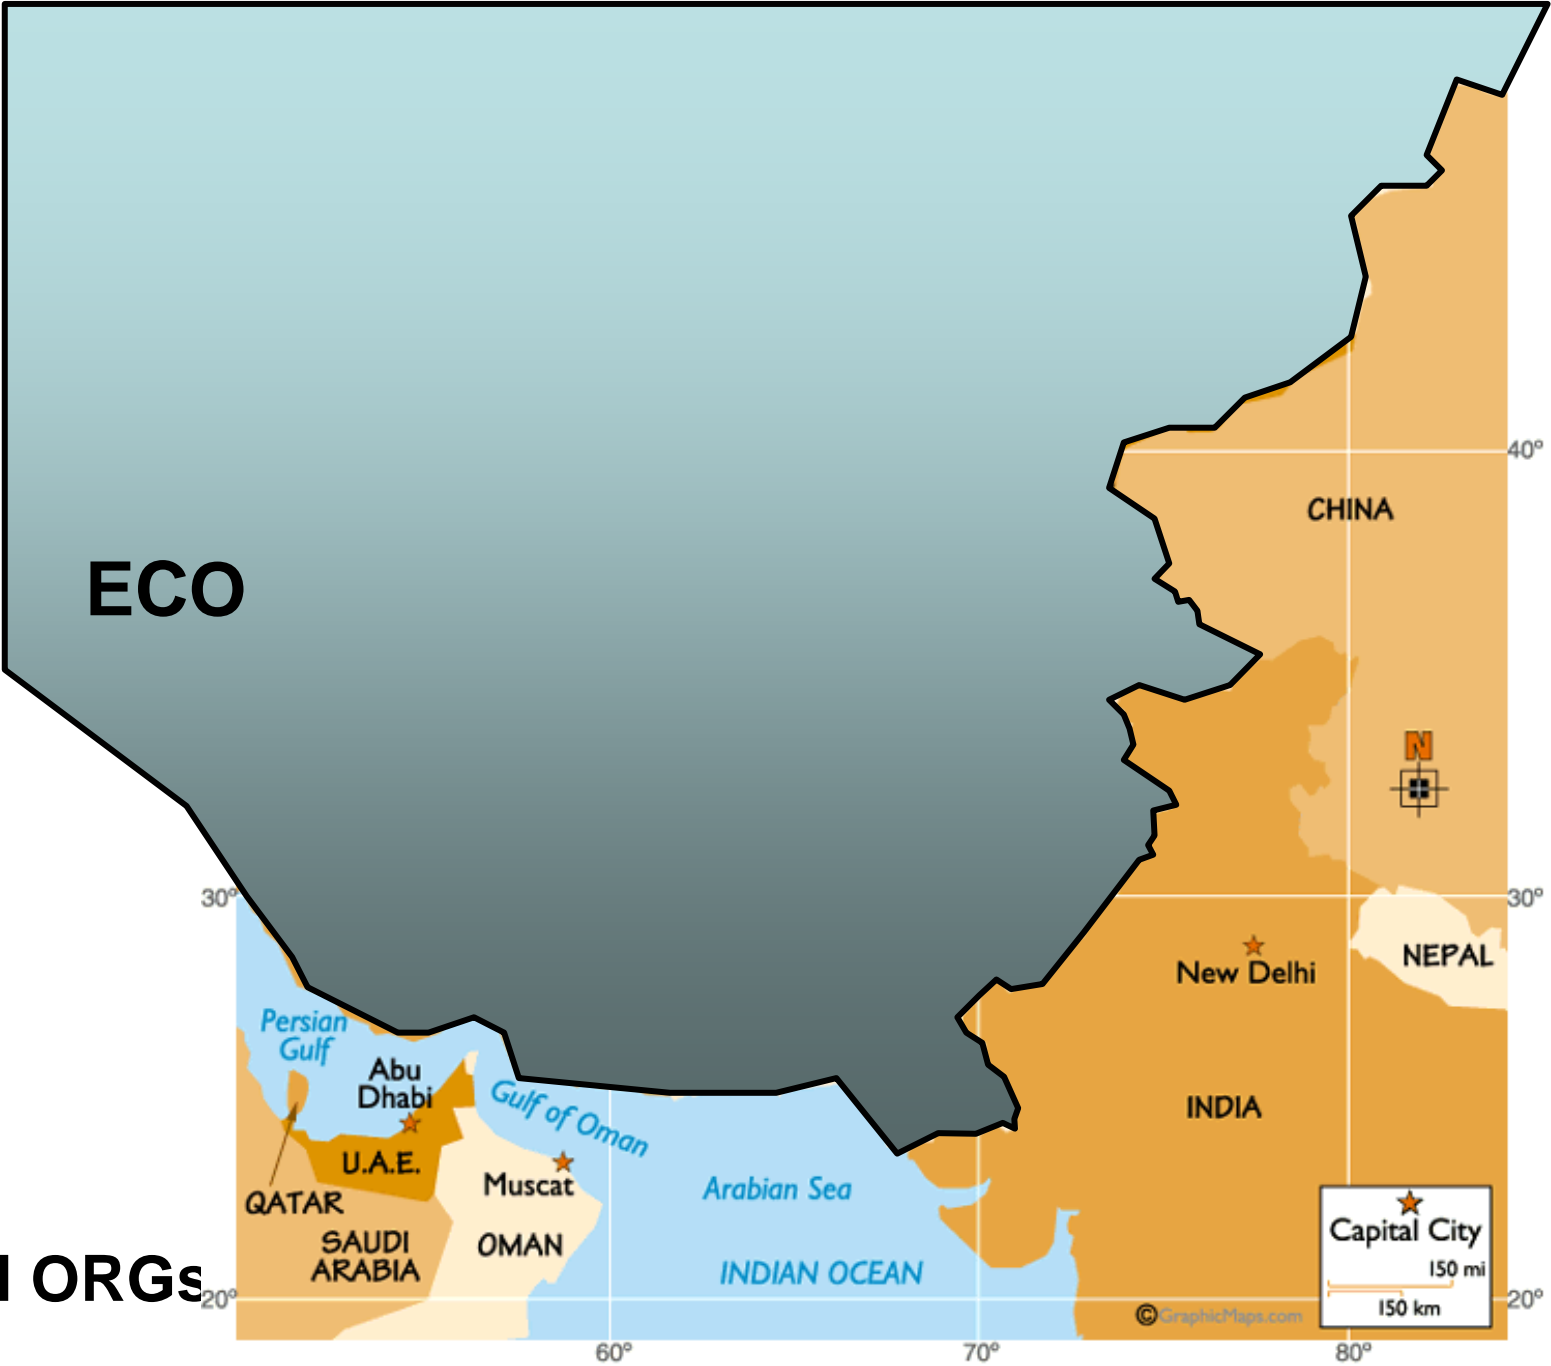 40°
CHINA
ECO
N
30°
30°
NEPAL
New Delhi
Persian
Gulf
Abu
Dhabi
Gulf of Oman
INDIA
U.A.E.
Muscat
Arabian Sea
QATAR
Capital City
SAUDI
ARABIA
OMAN
150 mi
INDIAN OCEAN
ORGs
20°
20°
150 km
©GraphicMaps.com
60°
70°
80°